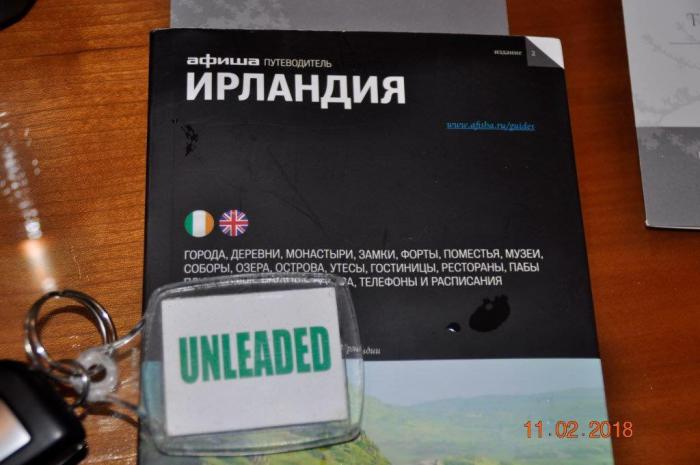 афиша ПУТЕВОДИТЕЛЬ
издание 2
ИРЛАНДИЯ
www.afisha.ru/guides
ГОРОДА, ДЕРЕВНИ, МОНАСТЫРИ, ЗАМКИ, ФОРТЫ, ПОМЕСТЬЯ, МУЗЕИ,
СОБОРЫ, ОЗЕРА, ОСТРОВА, УТЕСЫ, ГОСТИНИЦЫ, РЕСТОРАНЫ, ПАБЫ
ТЕЛЕФОНЫ И РАСПИСАНИЯ
UNLEADED
11.02.2018